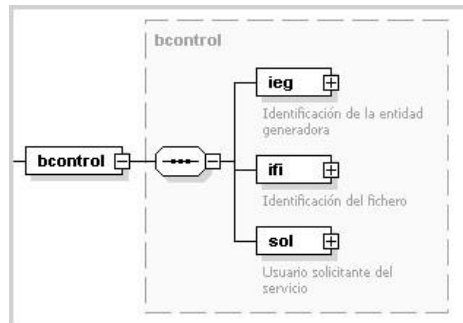 bcontrol
ieg
Identificación de la entidad
generadora
bcontrol
ifi
Identificación del fichero
sol
Usuario solicitante del
servicio